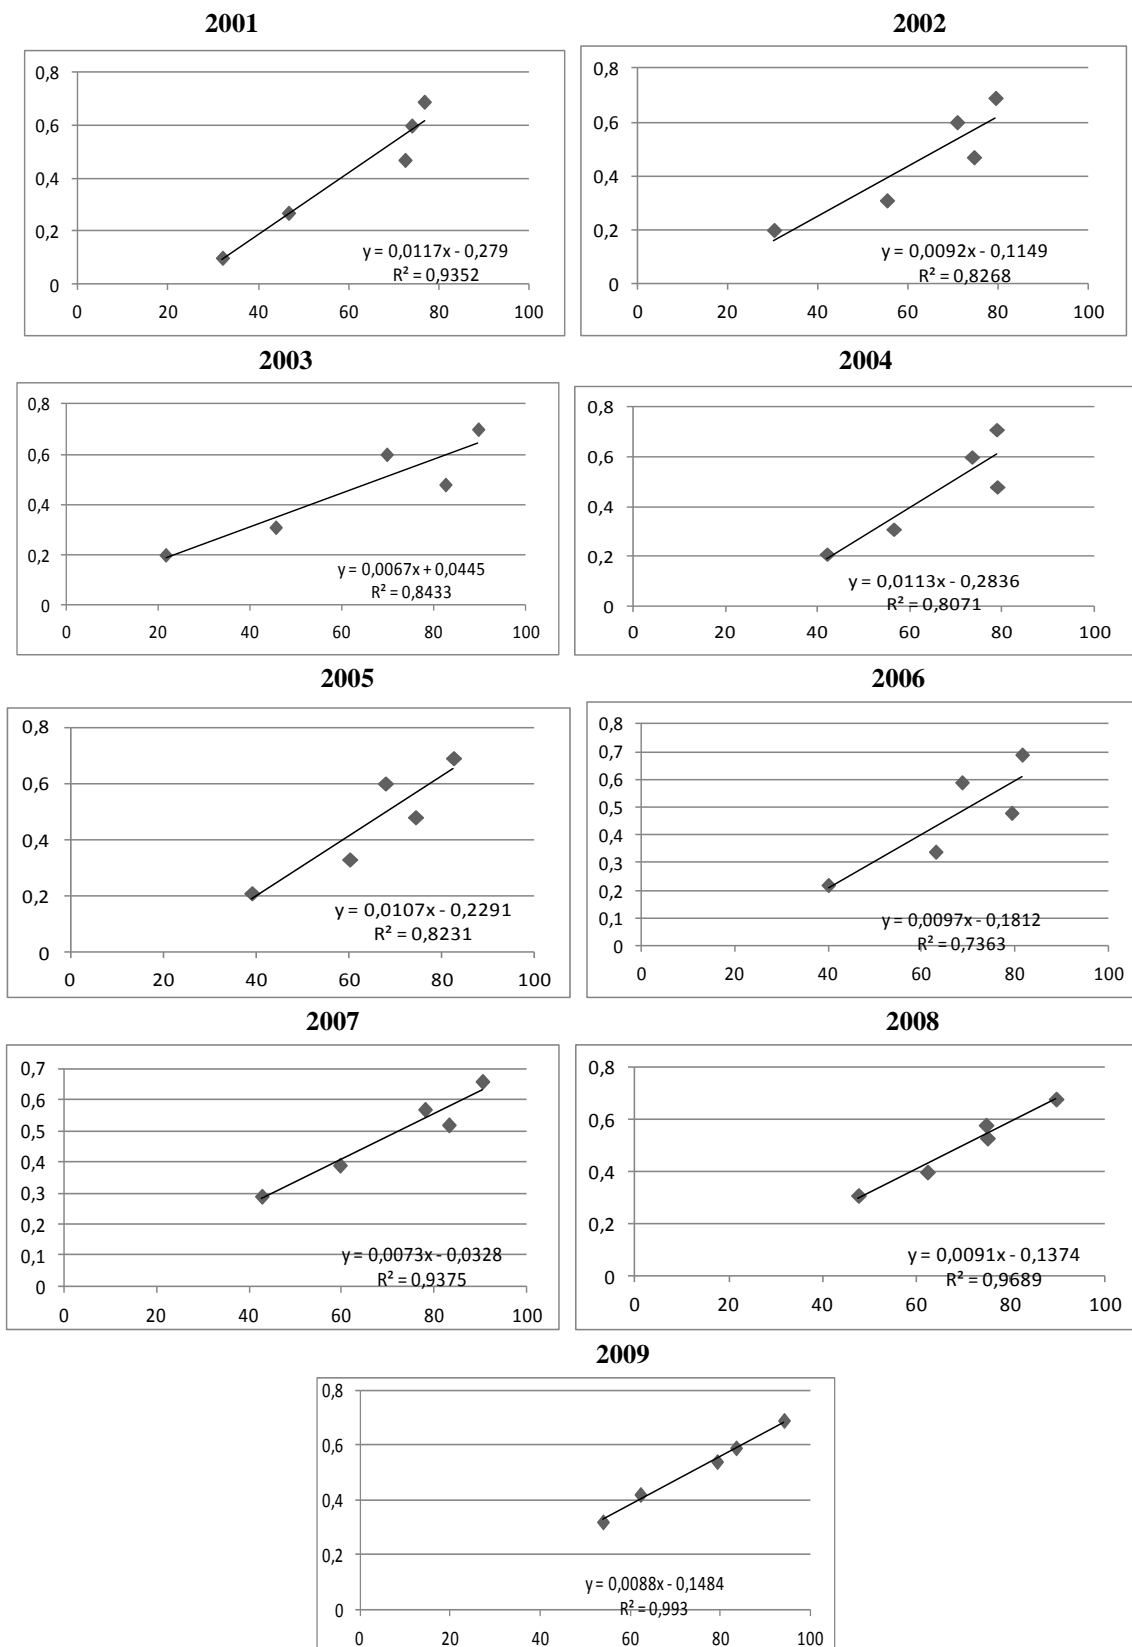 2001
2002
0,8
0,6
0,4
0,2
0
y = 0,0117x - 0,279
R² = 0,9352
0 20 40 60 80 100
0,8
0,6
0,4
0,2
0
y = 0,0092x - 0,1149
R² = 0,8268
0 20 40 60 80 100
2003
2004
0,8
0,6
0,4
0,2
0
y = 0,0067x + 0,0445
R² = 0,8433
0 20 40 60 80 100
0,8
0,6
0,4
0,2
0
y = 0,0113x - 0,2836
R² = 0,8071
0 20 40 60 80 100
2005
2006
0,8
0,6
0,4
0,2
0
y = 0,0107x - 0,2291
R² = 0,8231
0 20 40 60 80 100
0,8
0,7
0,6
0,5
0,4
0,3
0,2
0,1
0
y = 0,0097x - 0,1812
R² = 0,7363
0 20 40 60 80 100
2007
2008
0,7
0,6
0,5
0,4
0,3
0,2
0,1
0
y = 0,0073x - 0,0328
R² = 0,9375
0 20 40 60 80 100
0,8
0,6
0,4
0,2
0
y = 0,0091x - 0,1374
R² = 0,9689
0 20 40 60 80 100
2009
0,8
0,6
0,4
0,2
0
y = 0,0088x - 0,1484
R² = 0,993
0 20 40 60 80 100